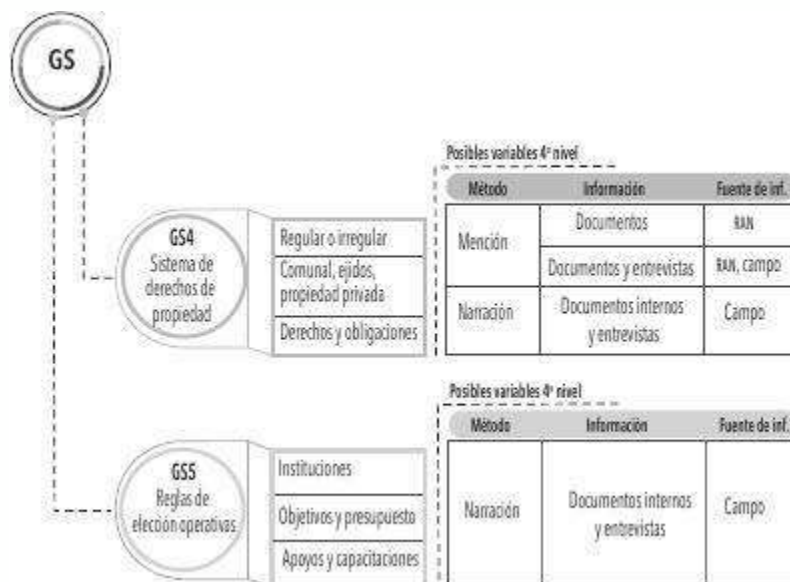 GS
Posibles variables 4º nivel
Método Información Fuente de inf.
GS4
Sistema de
derechos de
propiedad
Regular o irregular
Comunal, ejidos,
propiedad privada
Derechos y obligaciones
Mención
Documentos
RAN
Documentos y entrevistas
RAN, campo
Narración
Documentos internos
y entrevistas
Campo
Posibles variables 4º nivel
Método Información Fuente de inf.
GS5
Reglas de
elección operativas
Instituciones
Objetivos y presupuesto
Apoyos y capacitaciones
Narración
Documentos internos
y entrevistas
Campo